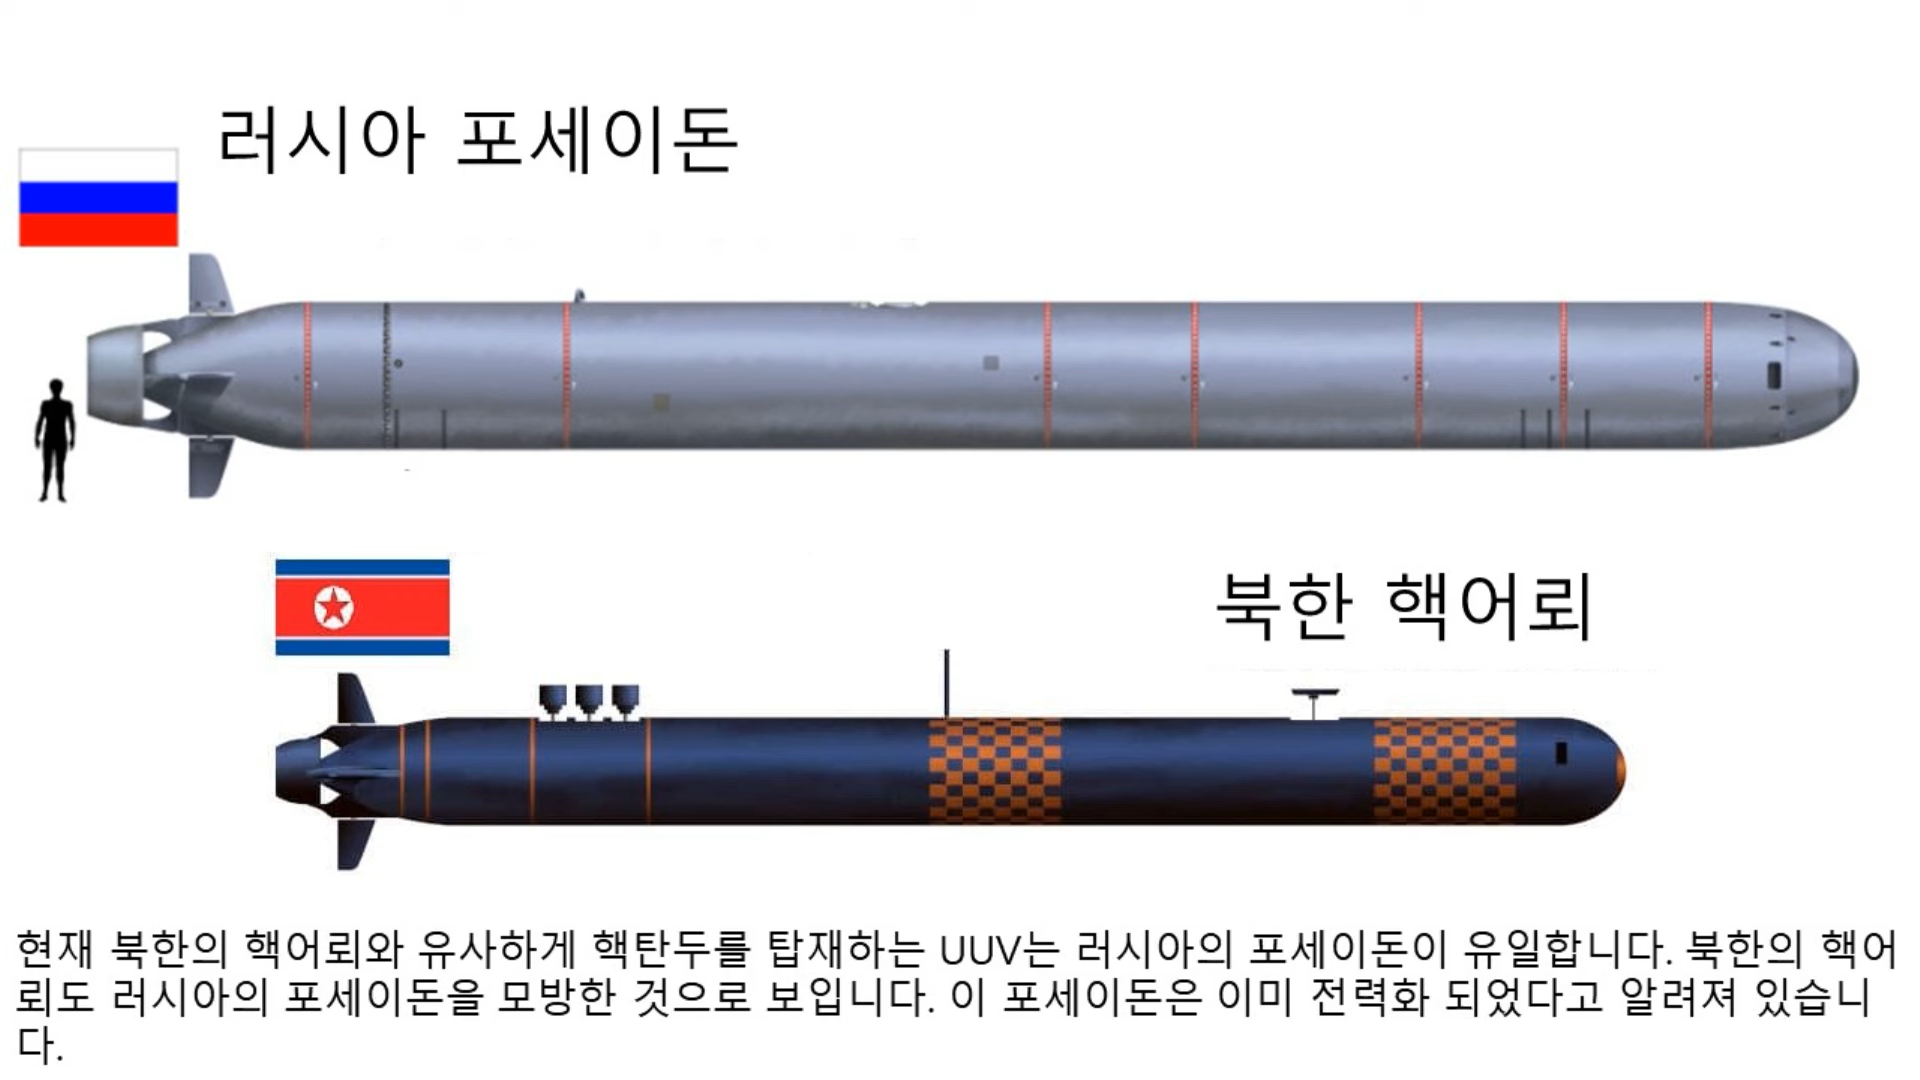 러시아 포세이돈
북한 핵어뢰
현재 북한의 핵어뢰와 유사하게 핵탄두를 탑재하는 UUV는 러시아의 포세이돈이 유일합니다. 북한의 핵어
뢰도 러시아의 포세이돈을 모방한 것으로 보입니다. 이 포세이돈은 이미 전력화 되었다고 알려져 있습니
다.